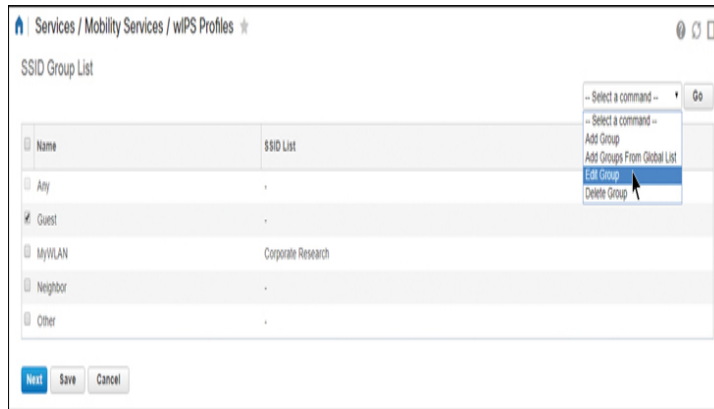 Services / Mobility Services / wIPS Profiles
SSID Group List
-- Select a command --
Go
-- Select a command --
Add Group
Add Groups From Global List
Edit Group
Delete Group
Name SSID List
Any -
Guest -
MyWLAN Corporate Research
Neighbor -
Other -
Next Save Cancel